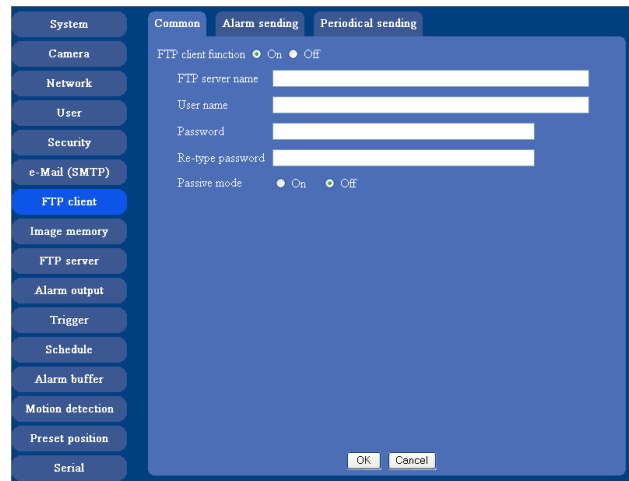 System
Camera
Network
User
Security
e-Mail (SMTP)
FTP client
Image memory
FTP server
Alarm output
Trigger
Schedule
Alarm buffer
Motion detection
Preset position
Serial
Common Alarm sending Periodical sending
FTP client function On Off
FTP server name
User name
Password
Re-type password
Passive mode On Off
OK Cancel